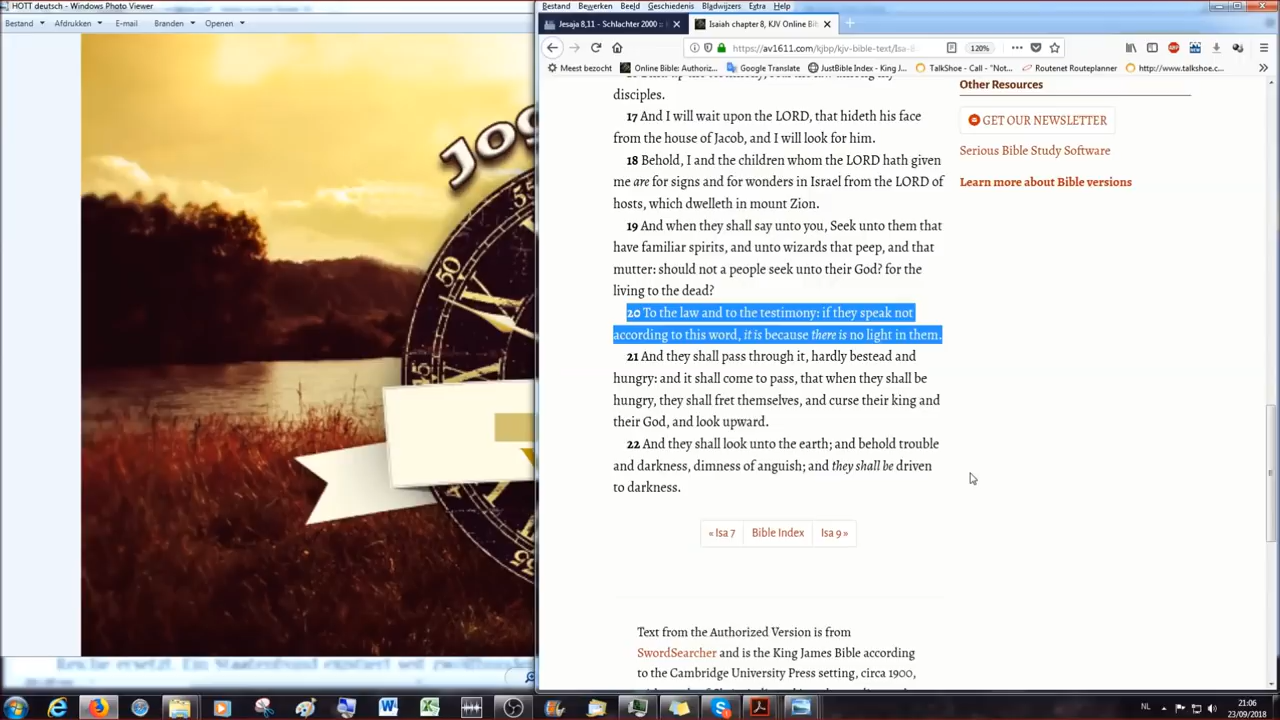 HOTT deutsch - Windows Photo Viewer
Bestand Afdrukken E-mail Branden Openen
Jog
55
50
45
Bestand Bewerken Beeld Geschiedenis Bladwijzers Extra Help
Jesaja 8,11 – Schlachter 2000 ::
Isaiah chapter 8, KJV Online Bi
https://av1611.com/kjbp/kjv-bible-text/Isa-8
120%
Meest bezocht Online Bible: Authoriz... Google Translate JustBible Index - King J... TalkShoe - Call - "Not... Routenet Routeplanner http://www.talkshoe.c...
disciples.
17 And I will wait upon the LORD, that hideth his face
from the house of Jacob, and I will look for him.
18 Behold, I and the children whom the LORD hath given
me are for signs and for wonders in Israel from the LORD of
hosts, which dwelleth in mount Zion.
19 And when they shall say unto you, Seek unto them that
have familiar spirits, and unto wizards that peep, and that
mutter: should not a people seek unto their God? for the
living to the dead?
20 To the law and to the testimony: if they speak not
according to this word, it is because there is no light in them.
21 And they shall pass through it, hardly bestead and
hungry: and it shall come to pass, that when they shall be
hungry, they shall fret themselves, and curse their king and
their God, and look upward.
22 And they shall look unto the earth; and behold trouble
and darkness, dimness of anguish; and they shall be driven
to darkness.
« Isa 7 Bible Index Isa 9 »
Text from the Authorized Version is from
SwordSearcher and is the King James Bible according
to the Cambridge University Press setting, circa 1900,
Other Resources
GET OUR NEWSLETTER
Serious Bible Study Software
Learn more about Bible versions
NL
21:06
23/09/2018